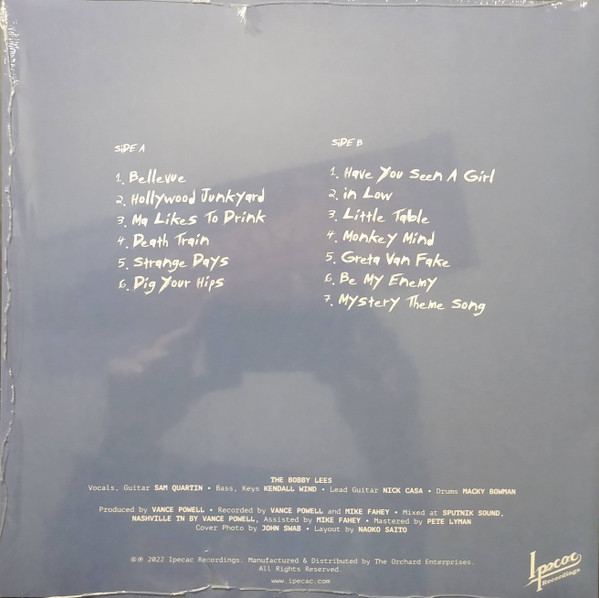 SiDE A
1. Bellevue
2. Hollywood Junkyard
3. Ma Likes To Drink
4. Death Train
5. Strange Days
6. Dig Your Hips
SiDE B
1. Have You Seen A Girl
2. in Low
3. Little Table
4. Monkey Mind
5. Greta Van Fake
6. Be My Enemy
7. Mystery Theme Song
THE BOBBY LEES
Vocals, Guitar SAM QUARTIN • Bass, Keys KENDALL WIND • Lead Guitar NICK CASA • Drums MACKY BOWMAN
Produced by VANCE POWELL • Recorded by VANCE POWELL and MIKE FAHEY • Mixed at SPUTNIK SOUND,
NASHVILLE TN BY VANCE POWELL, Assisted by MIKE FAHEY • Mastered by PETE LYMAN
Cover Photo by JOHN SWAB • Layout by NAOKO SAITO
©℗ 2022 Ipecac Recordings. Manufactured & Distributed by The Orchard Enterprises.
All Rights Reserved.
www.ipecac.com
Ipecac
Recordings